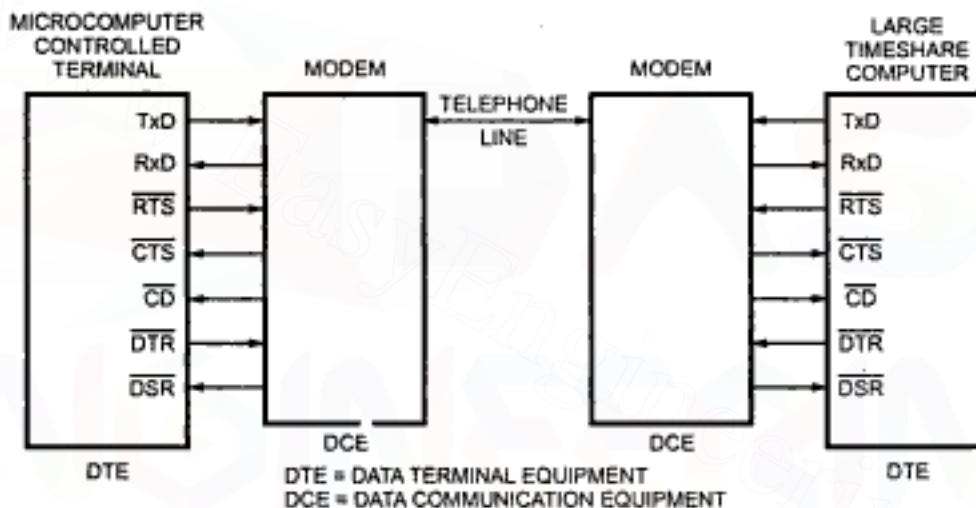 MICROCOMPUTER
CONTROLLED
TERMINAL
MODEM
MODEM
LARGE
TIMESHARE
COMPUTER
TxD
RxD
RTS
CTS
CD
DTR
DSR
TELEPHONE
LINE
TxD
RxD
RTS
CTS
CD
DTR
DSR
DTE
DCE
DCE
DTE
DTE = DATA TERMINAL EQUIPMENT
DCE = DATA COMMUNICATION EQUIPMENT